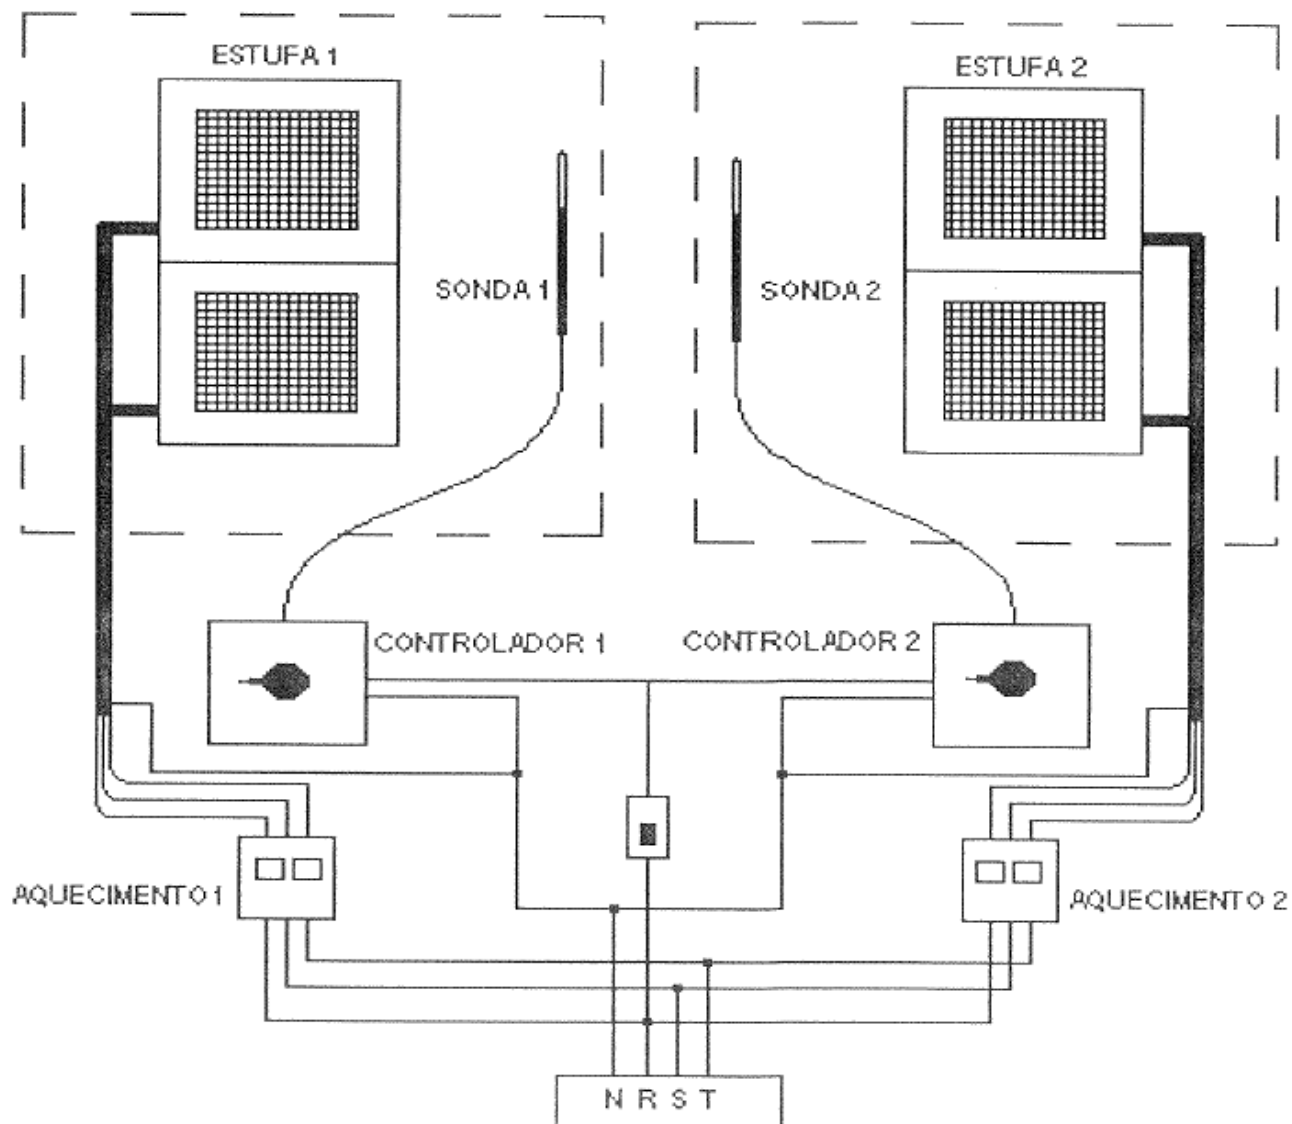 ESTUFA 1
ESTUFA 2
SONDA 1
SONDA 2
CONTROLADOR 1
CONTROLADOR 2
AQUECIMENTO 1
AQUECIMENTO 2
N R S T